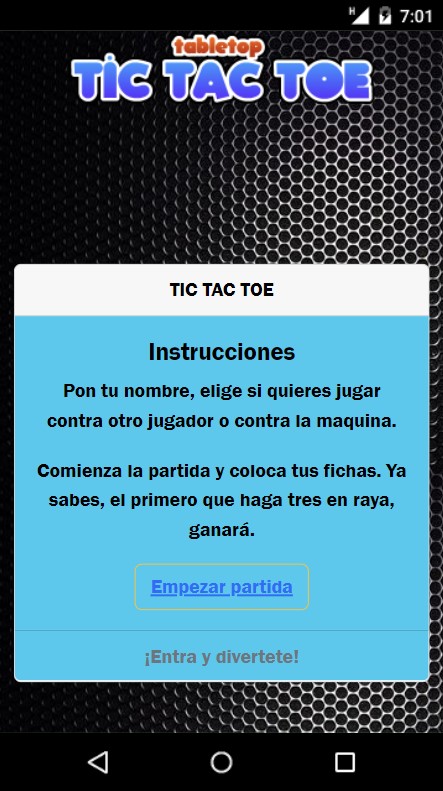 H 7:01
tabletop
TIC TAC TOE
TIC TAC TOE
Instrucciones
Pon tu nombre, elige si quieres jugar
contra otro jugador o contra la maquina.
Comienza la partida y coloca tus fichas. Ya
sabes, el primero que haga tres en raya,
ganará.
Empezar partida
¡Entra y divertete!